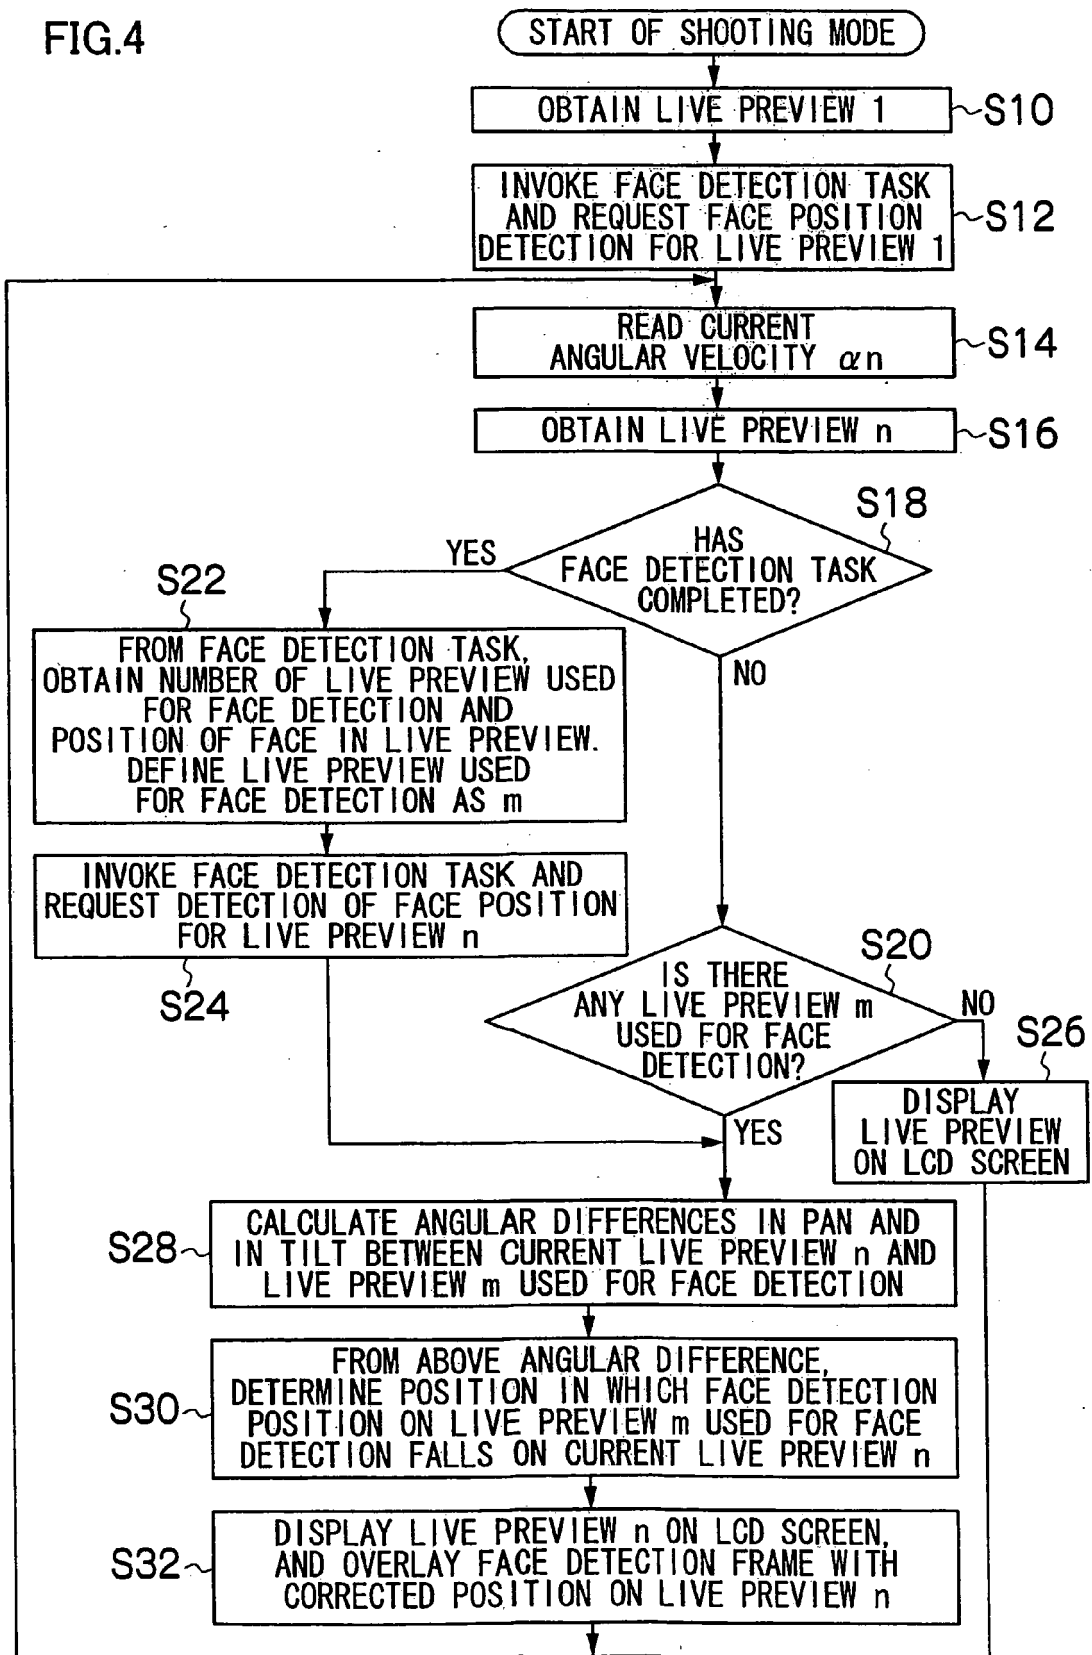 FIG.4
START OF SHOOTING MODE
OBTAIN LIVE PREVIEW 1
S10
INVOKE FACE DETECTION TASK
AND REQUEST FACE POSITION
DETECTION FOR LIVE PREVIEW 1
S12
READ CURRENT
ANGULAR VELOCITY αn
S14
OBTAIN LIVE PREVIEW n
S16
S18
HAS
FACE DETECTION TASK
COMPLETED?
YES
NO
S22
FROM FACE DETECTION TASK,
OBTAIN NUMBER OF LIVE PREVIEW USED
FOR FACE DETECTION AND
POSITION OF FACE IN LIVE PREVIEW.
DEFINE LIVE PREVIEW USED
FOR FACE DETECTION AS m
INVOKE FACE DETECTION TASK AND
REQUEST DETECTION OF FACE POSITION
FOR LIVE PREVIEW n
S24
S20
IS THERE
ANY LIVE PREVIEW m
USED FOR FACE
DETECTION?
NO
YES
S26
DISPLAY
LIVE PREVIEW
ON LCD SCREEN
S28
CALCULATE ANGULAR DIFFERENCES IN PAN AND
IN TILT BETWEEN CURRENT LIVE PREVIEW n AND
LIVE PREVIEW m USED FOR FACE DETECTION
S30
FROM ABOVE ANGULAR DIFFERENCE,
DETERMINE POSITION IN WHICH FACE DETECTION
POSITION ON LIVE PREVIEW m USED FOR FACE
DETECTION FALLS ON CURRENT LIVE PREVIEW n
S32
DISPLAY LIVE PREVIEW n ON LCD SCREEN,
AND OVERLAY FACE DETECTION FRAME WITH
CORRECTED POSITION ON LIVE PREVIEW n